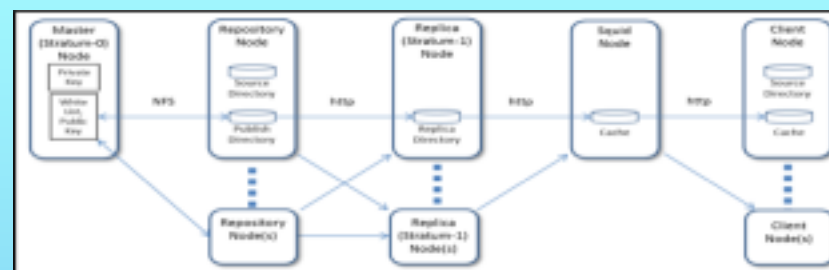 Master
(Stratum-0)
Node
Private
Key
White
List, Public
Key
NFS
Repository
Node
Source
Directory
Publish
Directory
http
Replica
(Stratum-1)
Node
Replica
Directory
http
Squid
Node
Cache
http
Client
Node
Source
Directory
Cache
Repository
Node(s)
Replica
(Stratum-1)
Node(s)
Client
Node(s)